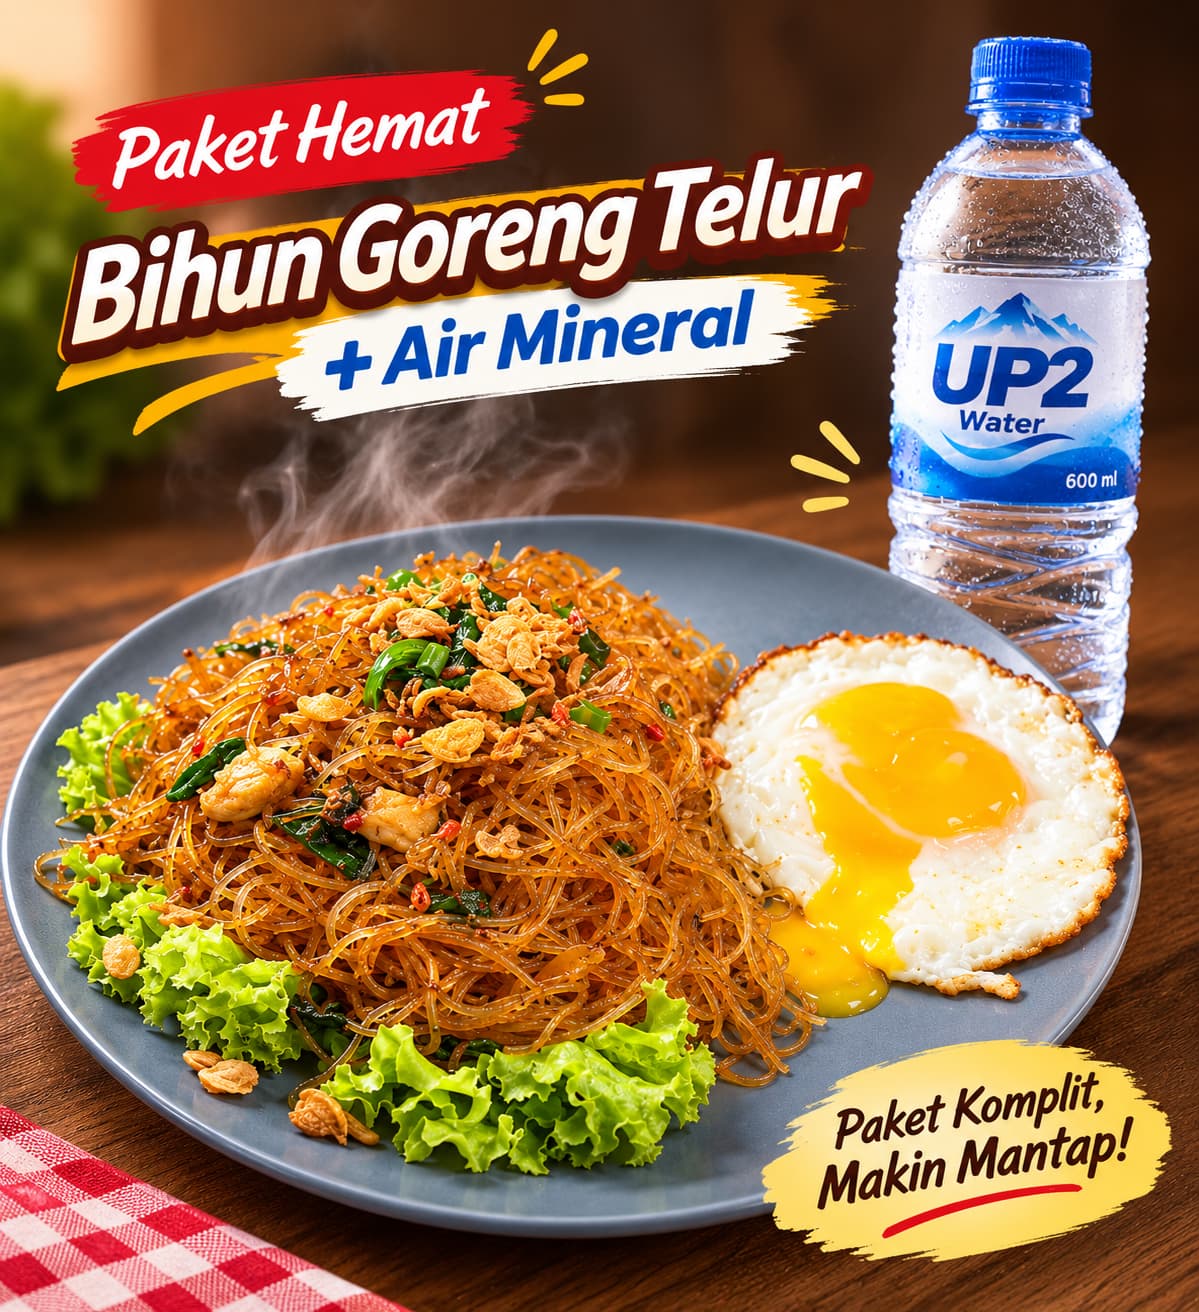 Paket Hemat
Bihun Goreng Telur
+ Air Mineral
UP2
Water
600 ml
Paket Komplit,
Makin Mantap!